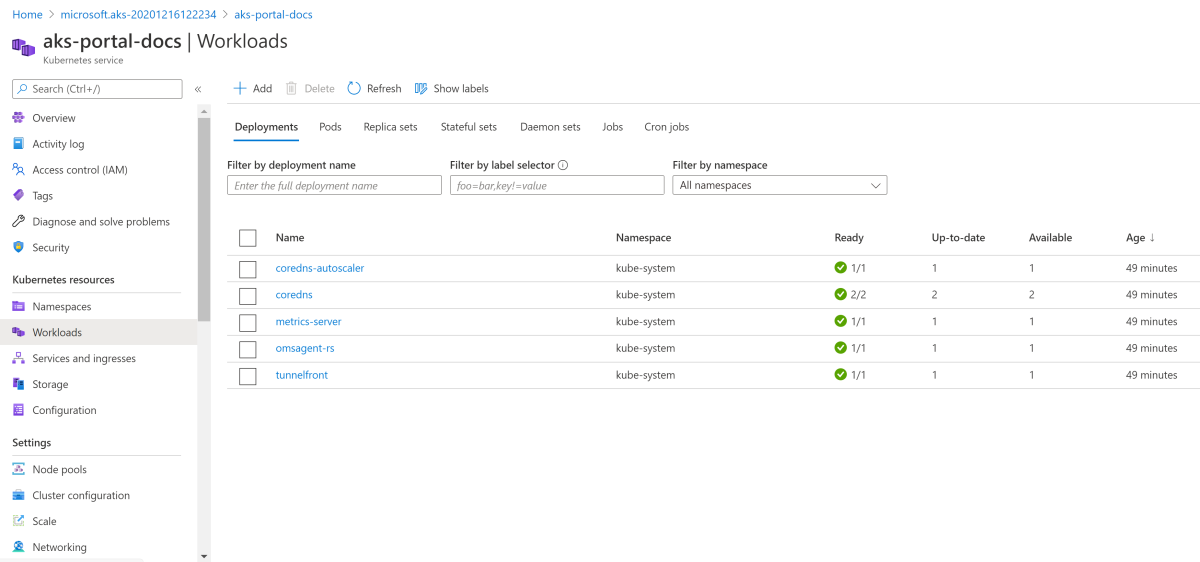 Home > microsoft.aks-20201216122234 > aks-portal-docs
aks-portal-docs | Workloads
Kubernetes service
Search (Ctrl+/)
«
Overview
Activity log
Access control (IAM)
Tags
Diagnose and solve problems
Security
Kubernetes resources
Namespaces
Workloads
Services and ingresses
Storage
Configuration
Settings
Node pools
Cluster configuration
Scale
Networking
Add Delete Refresh Show labels
Deployments Pods Replica sets Stateful sets Daemon sets Jobs Cron jobs
Filter by deployment name Filter by label selector Filter by namespace
Enter the full deployment name foo=bar,key!=value All namespaces
Name Namespace Ready Up-to-date Available Age ↓
coredns-autoscaler kube-system 1/1 1 1 49 minutes
coredns kube-system 2/2 2 2 49 minutes
metrics-server kube-system 1/1 1 1 49 minutes
omsagent-rs kube-system 1/1 1 1 49 minutes
tunnelfront kube-system 1/1 1 1 49 minutes